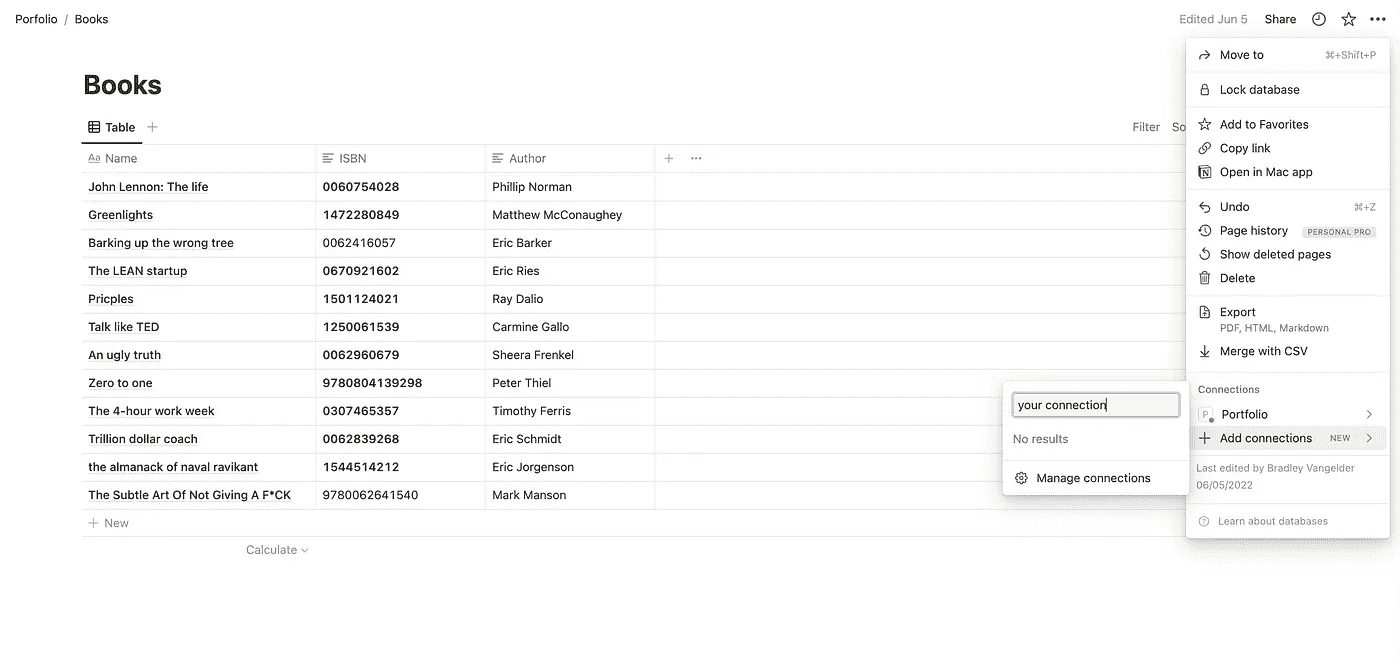 Porfolio / Books
Edited Jun 5 Share
Books
Table
Filter So
Aa Name ISBN Author
John Lennon: The life 0060754028 Phillip Norman
Greenlights 1472280849 Matthew McConaughey
Barking up the wrong tree 0062416057 Eric Barker
The LEAN startup 0670921602 Eric Ries
Pricples 1501124021 Ray Dalio
Talk like TED 1250061539 Carmine Gallo
An ugly truth 0062960679 Sheera Frenkel
Zero to one 9780804139298 Peter Thiel
The 4-hour work week 0307465357 Timothy Ferris
Trillion dollar coach 0062839268 Eric Schmidt
the almanack of naval ravikant 1544514212 Eric Jorgenson
The Subtle Art Of Not Giving A F*CK 9780062641540 Mark Manson
+ New
Calculate
Move to ⌘+Shift+P
Lock database
Add to Favorites
Copy link
Open in Mac app
Undo ⌘+Z
Page history PERSONAL PRO
Show deleted pages
Delete
Export
PDF, HTML, Markdown
Merge with CSV
Connections
P Portfolio
+ Add connections NEW
Last edited by Bradley Vangeider
06/05/2022
Learn about databases
your connection
No results
Manage connections